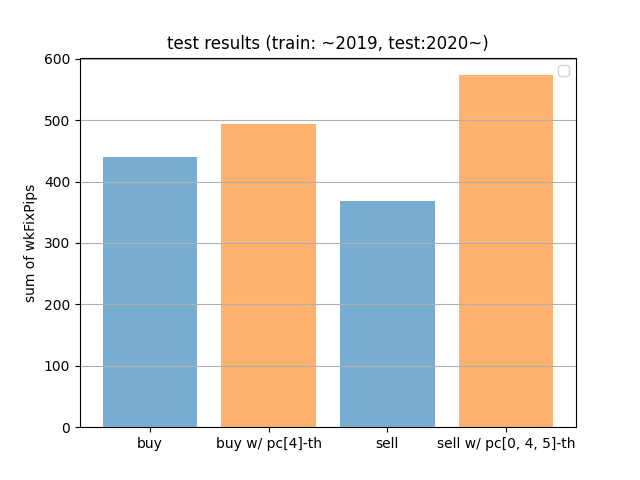 test results (train: ~2019, test:2020~)
600
500
400
300
200
100
0
sum of wkFixPips
buy
buy w/ pc[4]-th
sell
sell w/ pc[0, 4, 5]-th